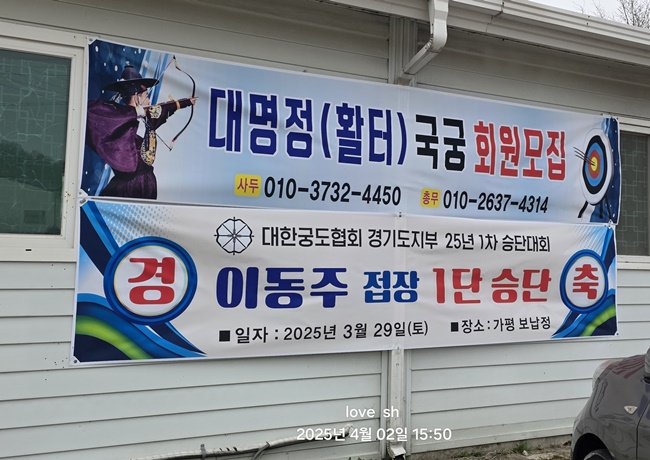 대명정(활터) 국궁 회원모집
사두 010-3732-4450 총무 010-2637-4314
대한궁도협회 경기도지부 25년 1차 승단대회
경 이동주 접장 1단 승단 축
■ 일자 : 2025년 3월 29일(토) ■ 장소 : 가평 보납정
love_sh
2025년 4월 02일 15:50